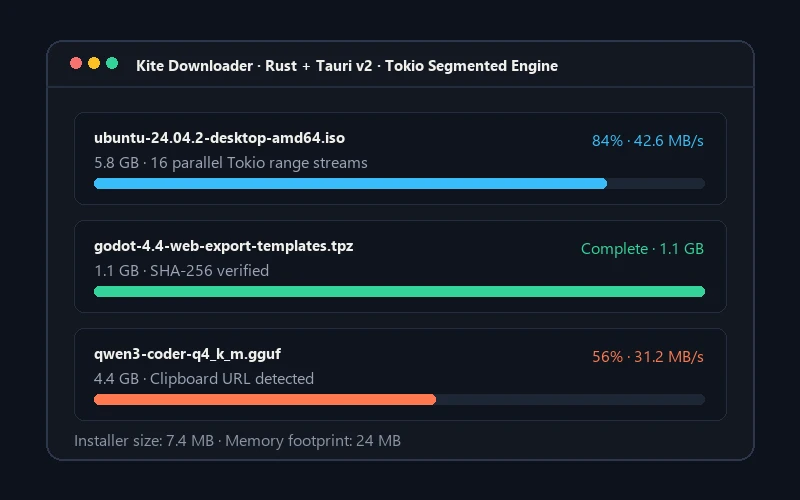 Kite Downloader · Rust + Tauri v2 · Tokio Segmented Engine
ubuntu-24.04.2-desktop-amd64.iso
84% · 42.6 MB/s
5.8 GB · 16 parallel Tokio range streams
godot-4.4-web-export-templates.tpz
Complete · 1.1 GB
1.1 GB · SHA-256 verified
qwen3-coder-q4_k_m.gguf
56% · 31.2 MB/s
4.4 GB · Clipboard URL detected
Installer size: 7.4 MB · Memory footprint: 24 MB